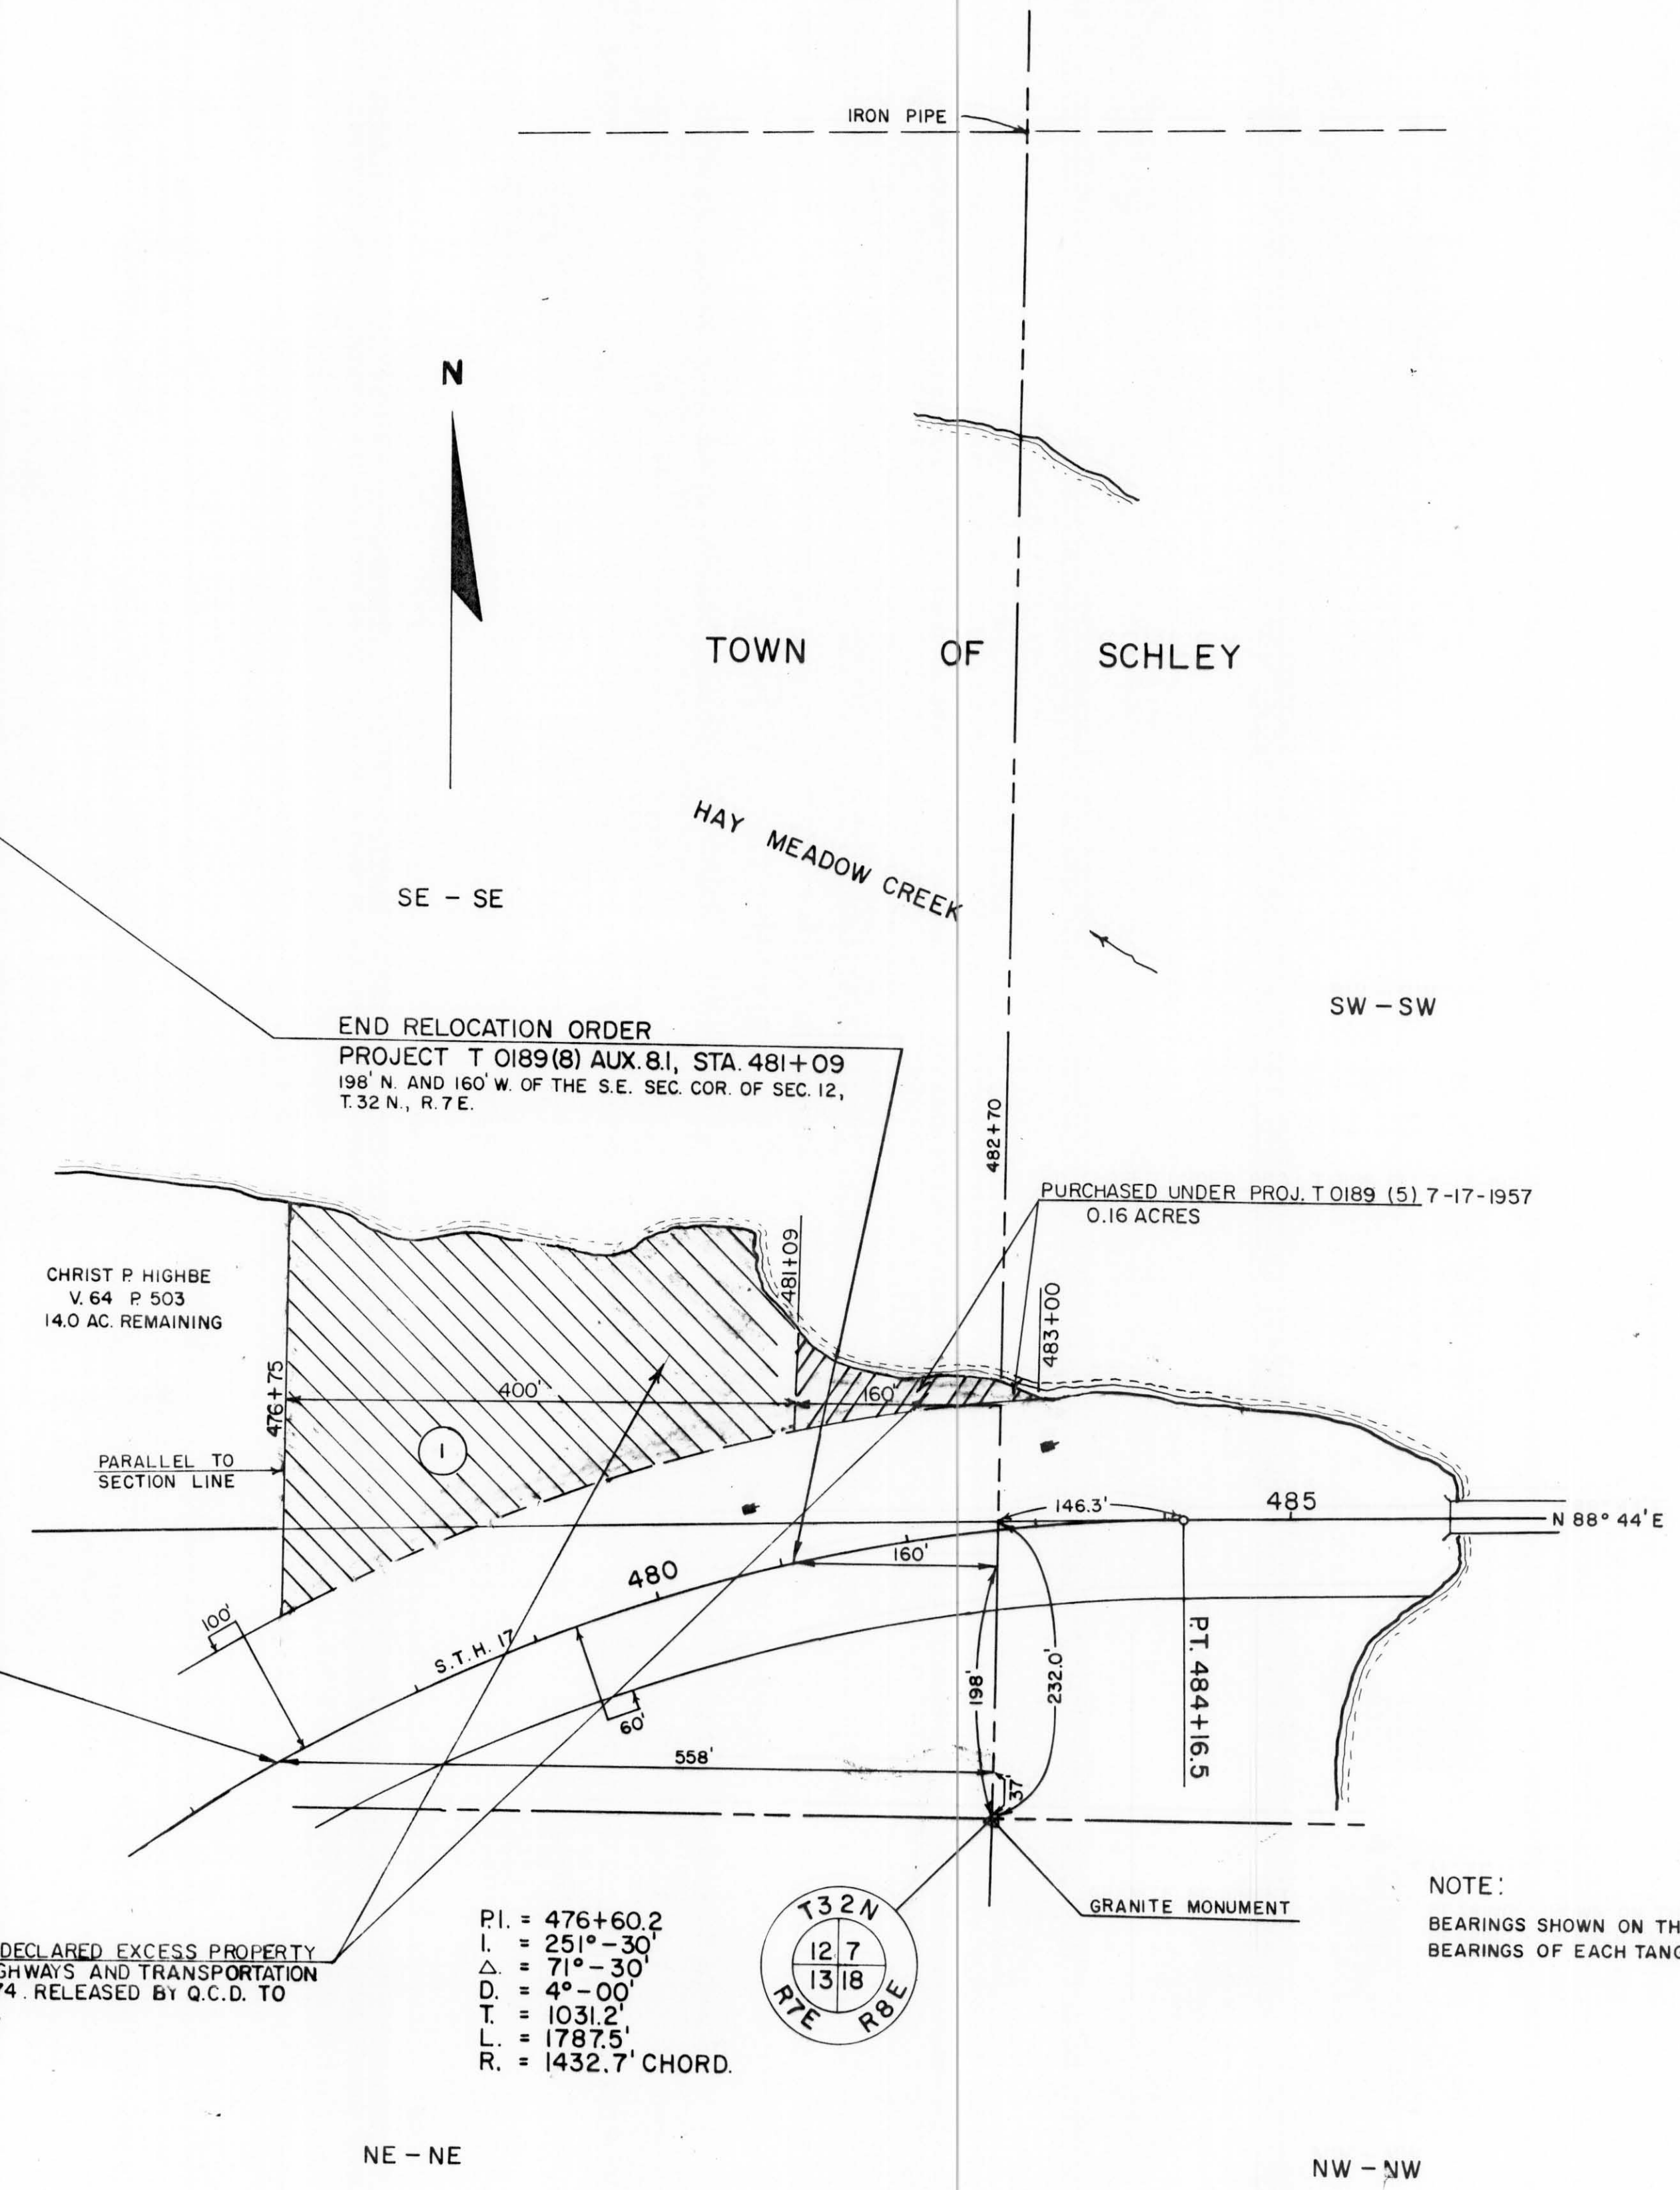 IRON PIPE
N
TOWN OF SCHLEY
HAY MEADOW CREEK
SE - SE
SW - SW
END RELOCATION ORDER
PROJECT T 0189(8) AUX. 8.1, STA. 481+09
198' N. AND 160' W. OF THE S.E. SEC. COR. OF SEC. 12,
T. 32 N., R. 7 E.
482+70
PURCHASED UNDER PROJ. T 0189 (5) 7-17-1957
0.16 ACRES
481+09
483+00
CHRIST P. HIGHBE
V. 64 P. 503
14.0 AC. REMAINING
476+75
400'
160'
1
PARALLEL TO
SECTION LINE
146.3'
485
N 88° 44' E
160'
480
100'
S.T.H. 17
60'
198'
232.0'
P.T. 484+16.5
558'
37'
GRANITE MONUMENT
NOTE:
BEARINGS SHOWN ON TH
BEARINGS OF EACH TANG
DECLARED EXCESS PROPERTY
GHWAYS AND TRANSPORTATION
74. RELEASED BY Q.C.D. TO
P.I. = 476+60.2
I. = 251°-30'
Δ. = 71°-30'
D. = 4°-00'
T. = 1031.2'
L. = 1787.5'
R. = 1432.7' CHORD.
T32N
12 7
13 18
R7E R8E
NE - NE
NW - NW